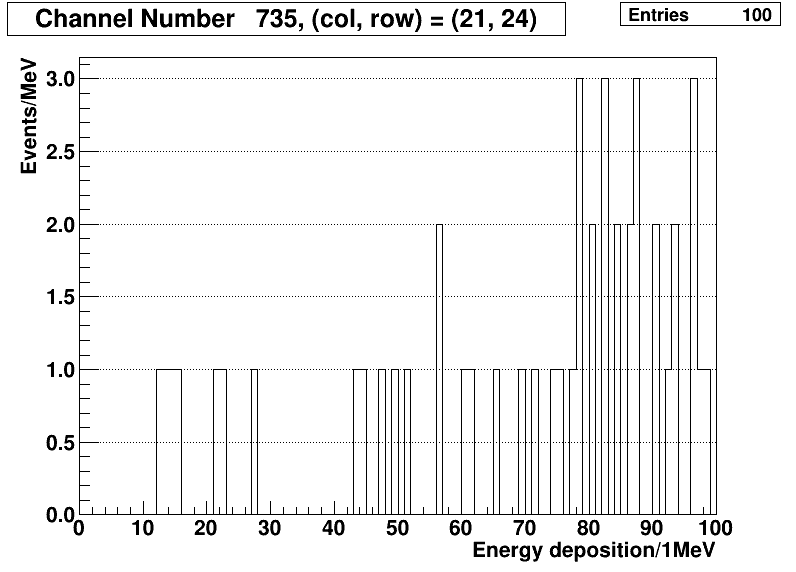 Channel Number 735, (col, row) = (21, 24)
Entries 100
Events/MeV
3.0
2.5
2.0
1.5
1.0
0.5
0.0
0 10 20 30 40 50 60 70 80 90 100
Energy deposition/1MeV